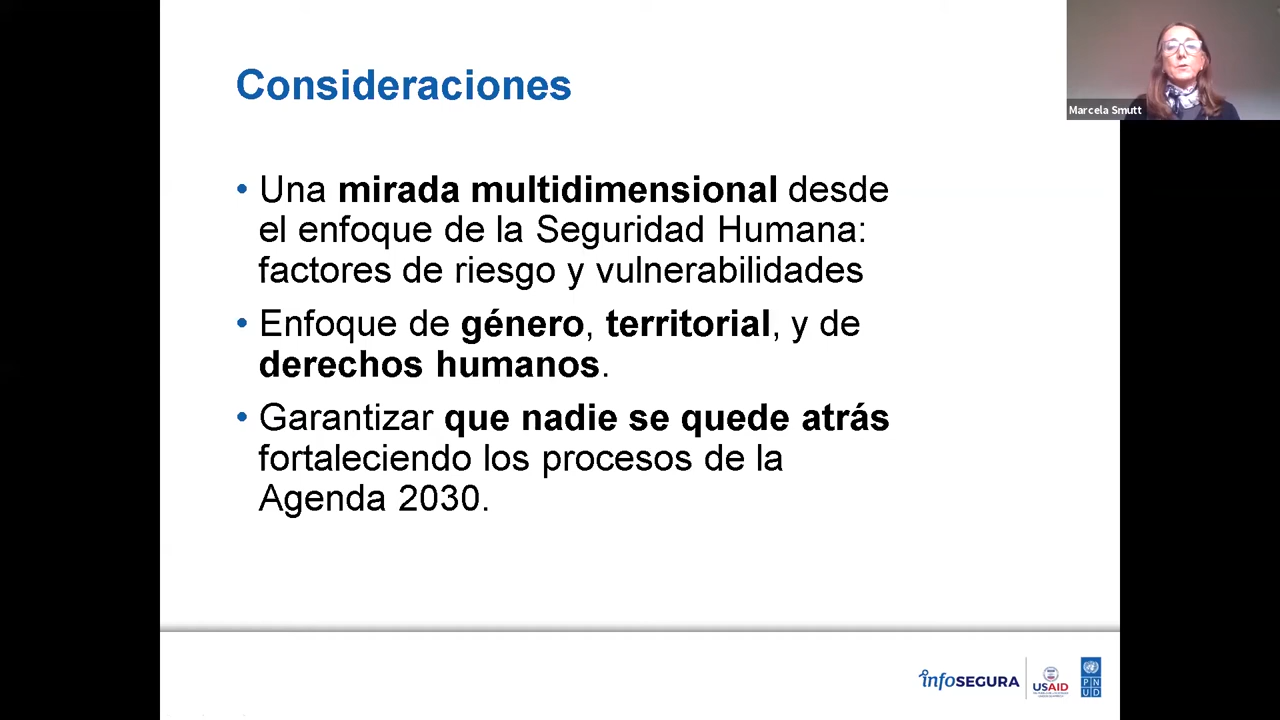 Consideraciones
Marcela Smutt
• Una mirada multidimensional desde
el enfoque de la Seguridad Humana:
factores de riesgo y vulnerabilidades
• Enfoque de género, territorial, y de
derechos humanos.
• Garantizar que nadie se quede atrás
fortaleciendo los procesos de la
Agenda 2030.
infoSEGURA
USAID
P N
U D